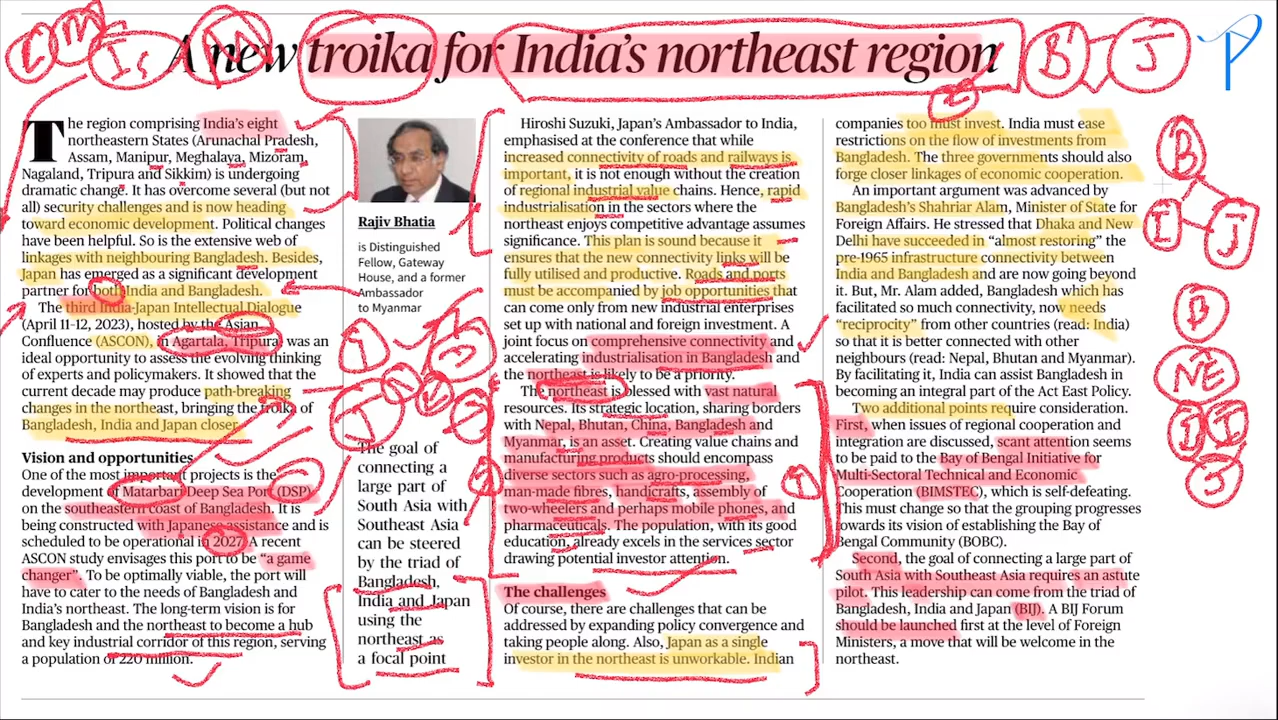 A new troika for India's northeast region
The region comprising India's eight
northeastern States (Arunachal Pradesh,
Assam, Manipur, Meghalaya, Mizoram,
Nagaland, Tripura and Sikkim) is undergoing
dramatic change. It has overcome several (but not
all) security challenges and is now heading
toward economic development. Political changes
have been helpful. So is the extensive web of
linkages with neighbouring Bangladesh. Besides,
Japan has emerged as a significant development
partner for both India and Bangladesh.
The third India-Japan Intellectual Dialogue
(April 11-12, 2023), hosted by the Asian
Confluence (ASCON), in Agartala, Tripura was an
ideal opportunity to assess the evolving thinking
of experts and policymakers. It showed that the
current decade may produce path-breaking
changes in the northeast, bringing the troika of
Bangladesh, India and Japan closer.
Vision and opportunities
One of the most important projects is the
development of Matarbari Deep Sea Port (DSP)
on the southeastern coast of Bangladesh. It is
being constructed with Japanese assistance and is
scheduled to be operational in 2027. A recent
ASCON study envisages this port to be "a game
changer". To be optimally viable, the port will
have to cater to the needs of Bangladesh and
India's northeast. The long-term vision is for
Bangladesh and the northeast to become a hub
and key industrial corridor of this region, serving
a population of 220 million.
Rajiv Bhatia
is Distinguished
Fellow, Gateway
House, and a former
Ambassador
to Myanmar
The goal of
connecting a
large part of
South Asia with
Southeast Asia
can be steered
by the triad of
Bangladesh,
India and Japan
using the
northeast as
a focal point
Hiroshi Suzuki, Japan's Ambassador to India,
emphasised at the conference that while
increased connectivity of roads and railways is
important, it is not enough without the creation
of regional industrial value chains. Hence, rapid
industrialisation in the sectors where the
northeast enjoys competitive advantage assumes
significance. This plan is sound because it
ensures that the new connectivity links will be
fully utilised and productive. Roads and ports
must be accompanied by job opportunities that
can come only from new industrial enterprises
set up with national and foreign investment. A
joint focus on comprehensive connectivity and
accelerating industrialisation in Bangladesh and
the northeast is likely to be a priority.
The northeast is blessed with vast natural
resources. Its strategic location, sharing borders
with Nepal, Bhutan, China, Bangladesh and
Myanmar, is an asset. Creating value chains and
manufacturing products should encompass
diverse sectors such as agro-processing,
man-made fibres, handicrafts, assembly of
two-wheelers and perhaps mobile phones, and
pharmaceuticals. The population, with its good
education, already excels in the services sector
drawing potential investor attention.
The challenges
Of course, there are challenges that can be
addressed by expanding policy convergence and
taking people along. Also, Japan as a single
investor in the northeast is unworkable. Indian
companies too must invest. India must ease
restrictions on the flow of investments from
Bangladesh. The three governments should also
forge closer linkages of economic cooperation.
An important argument was advanced by
Bangladesh's Shahriar Alam, Minister of State for
Foreign Affairs. He stressed that Dhaka and New
Delhi have succeeded in "almost restoring" the
pre-1965 infrastructure connectivity between
India and Bangladesh and are now going beyond
it. But, Mr. Alam added, Bangladesh which has
facilitated so much connectivity, now needs
"reciprocity" from other countries (read: India)
so that it is better connected with other
neighbours (read: Nepal, Bhutan and Myanmar).
By facilitating it, India can assist Bangladesh in
becoming an integral part of the Act East Policy.
Two additional points require consideration.
First, when issues of regional cooperation and
integration are discussed, scant attention seems
to be paid to the Bay of Bengal Initiative for
Multi-Sectoral Technical and Economic
Cooperation (BIMSTEC), which is self-defeating.
This must change so that the grouping progresses
towards its vision of establishing the Bay of
Bengal Community (BOBC).
Second, the goal of connecting a large part of
South Asia with Southeast Asia requires an astute
pilot. This leadership can come from the triad of
Bangladesh, India and Japan (BIJ). A BIJ Forum
should be launched first at the level of Foreign
Ministers, a move that will be welcome in the
northeast.
B
J
B
I J
B
NE
J